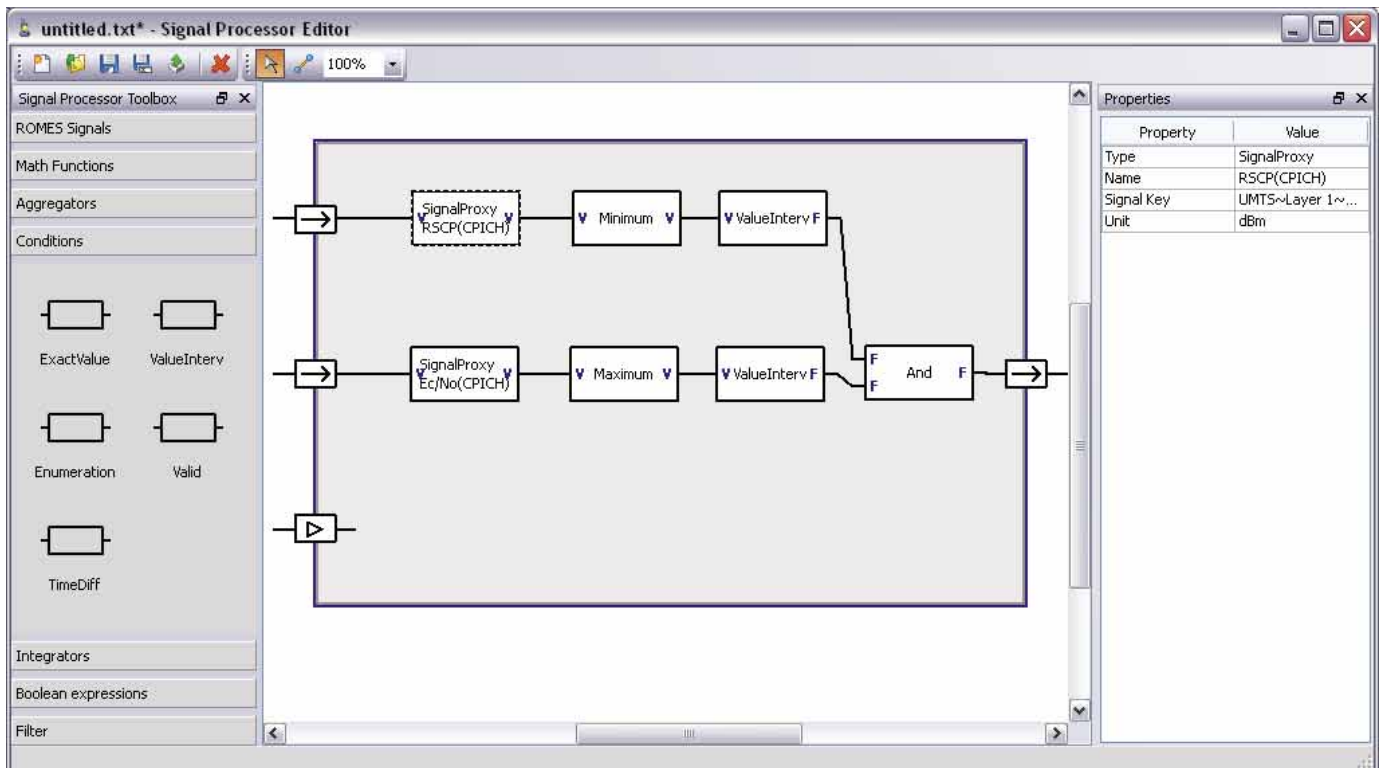 untitled.txt* - Signal Processor Editor
100%
Signal Processor Toolbox
ROMES Signals
Math Functions
Aggregators
Conditions
ExactValue ValueInterv
Enumeration Valid
TimeDiff
Integrators
Boolean expressions
Filter
V SignalProxy V
RSCP(CPICH)
V Minimum V
V ValueInterv F
V SignalProxy V
Ec/No(CPICH)
V Maximum V
V ValueInterv F
F
And F
F
Properties
Property Value
Type SignalProxy
Name RSCP(CPICH)
Signal Key UMTS~Layer 1~...
Unit dBm